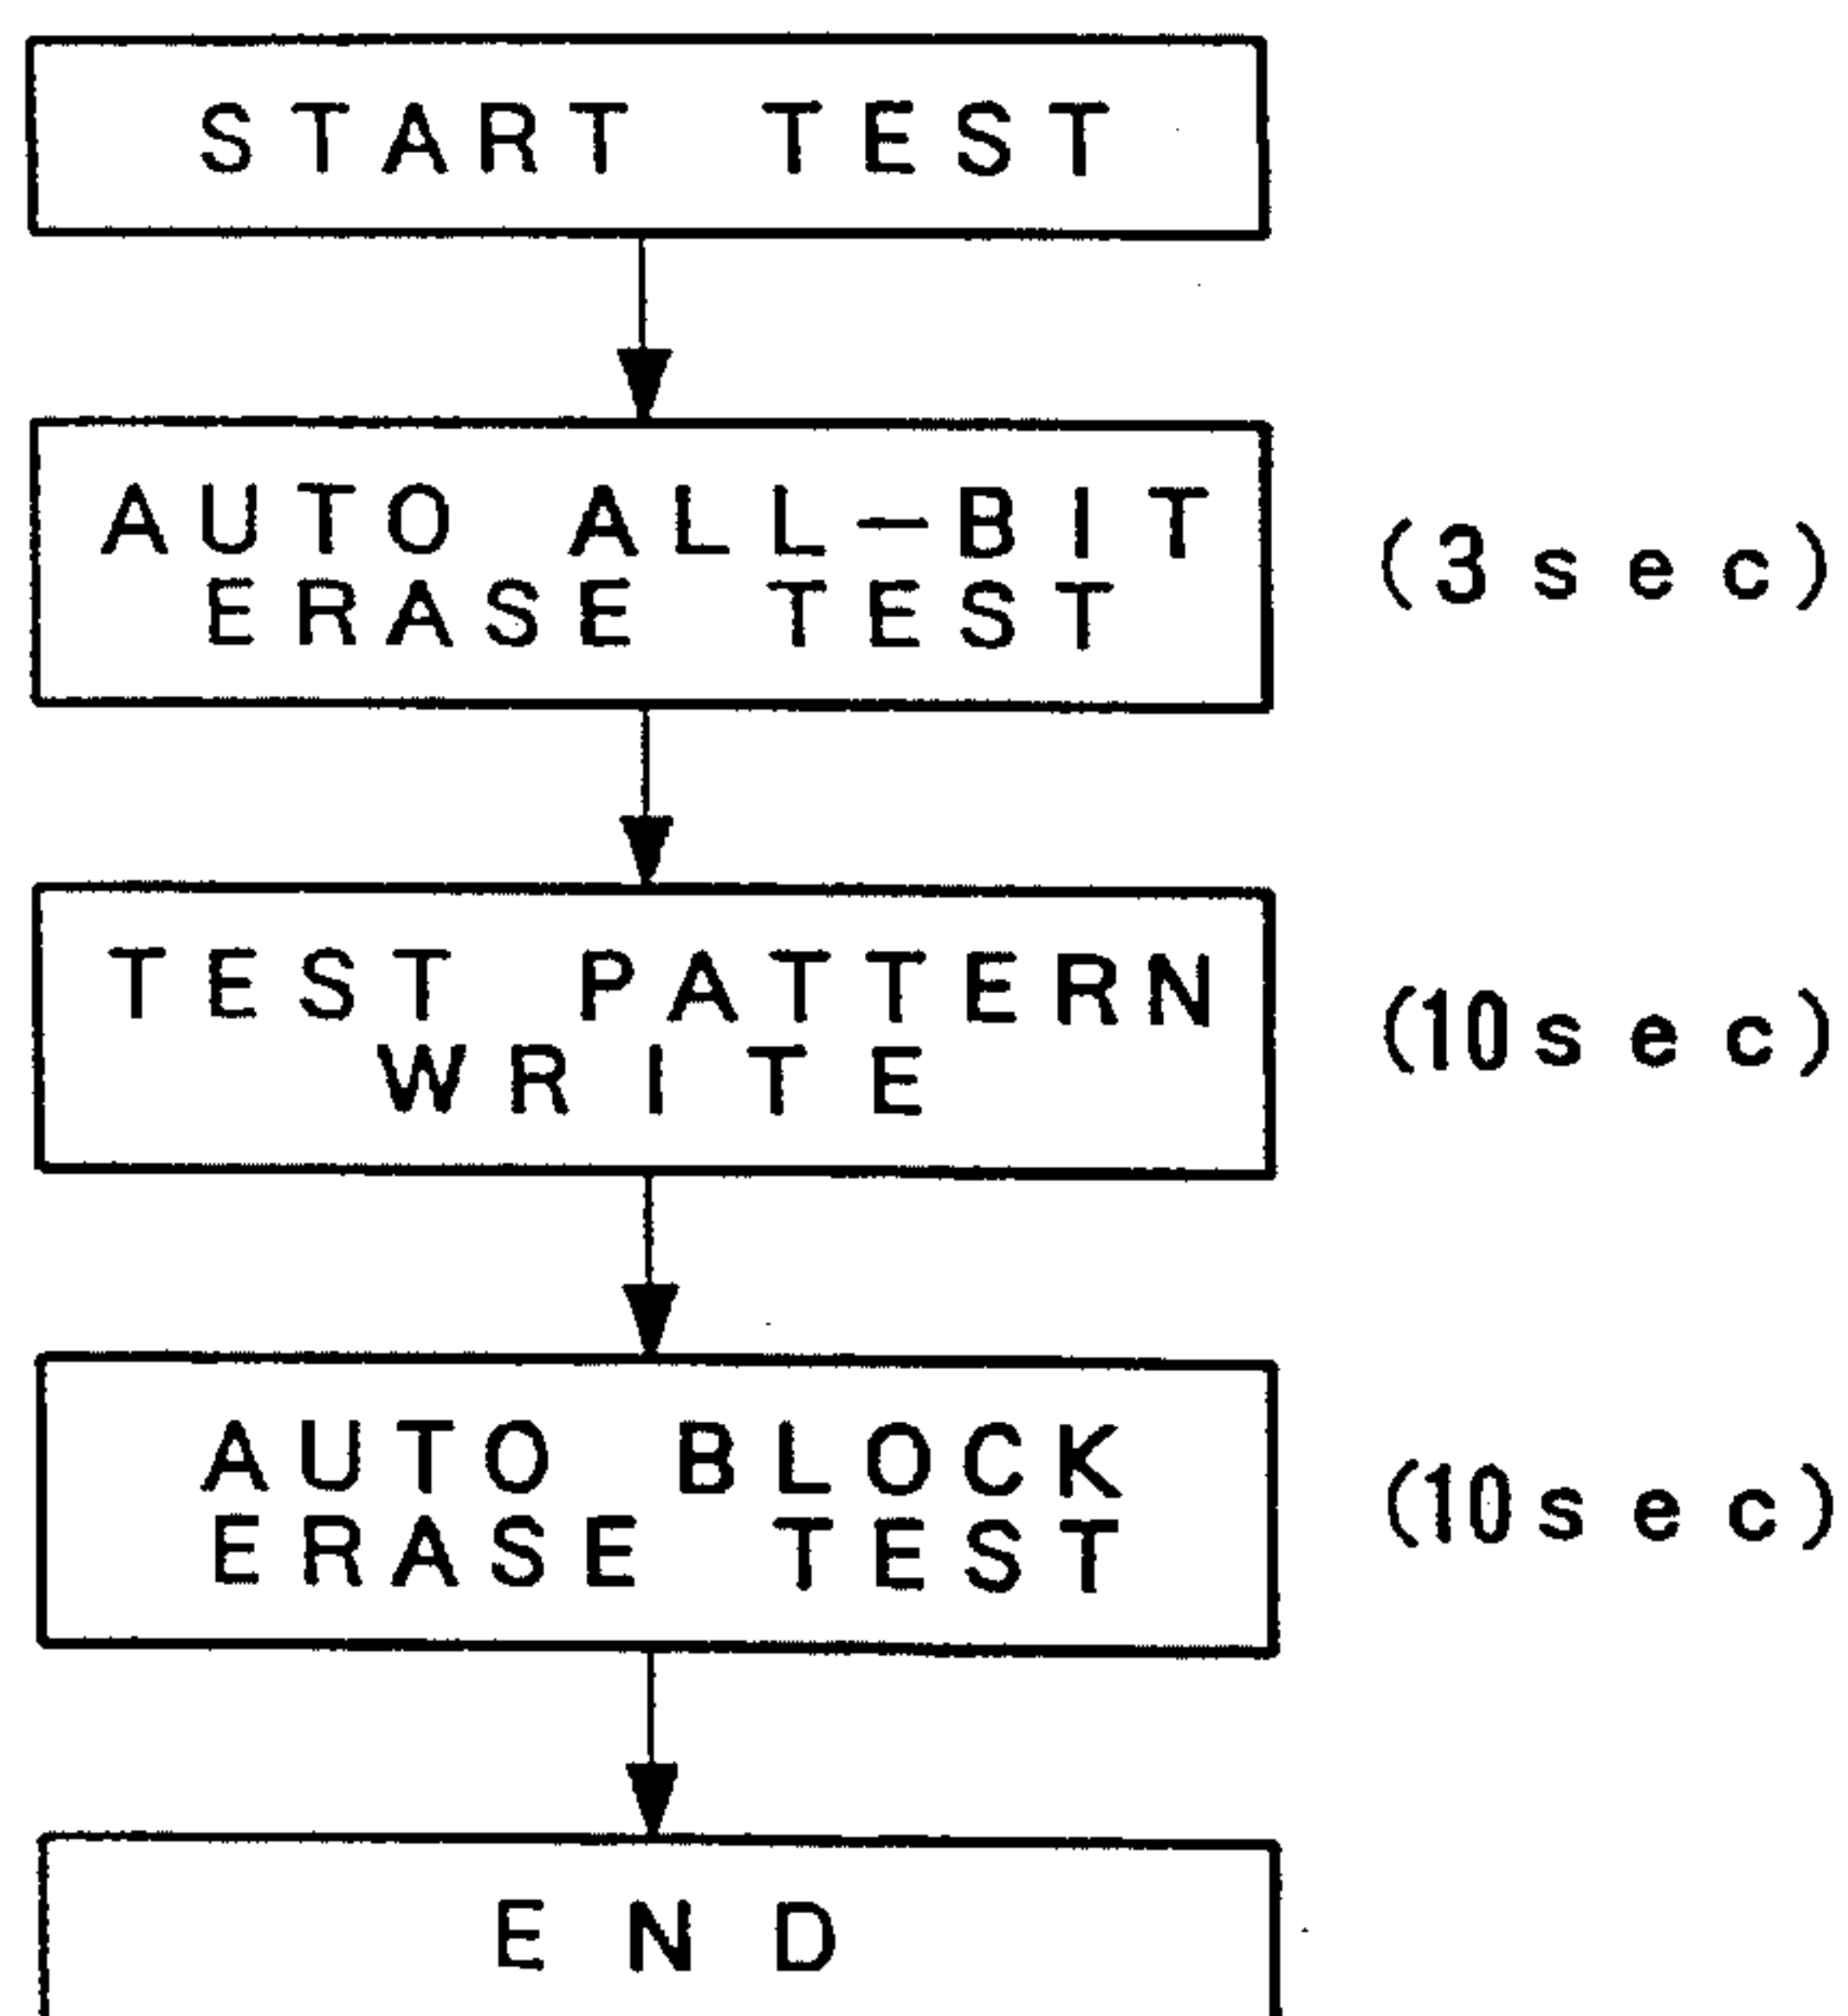 START TEST
AUTO ALL-BIT
ERASE TEST
(3sec)
TEST PATTERN
WRITE
(10sec)
AUTO BLOCK
ERASE TEST
(10sec)
END